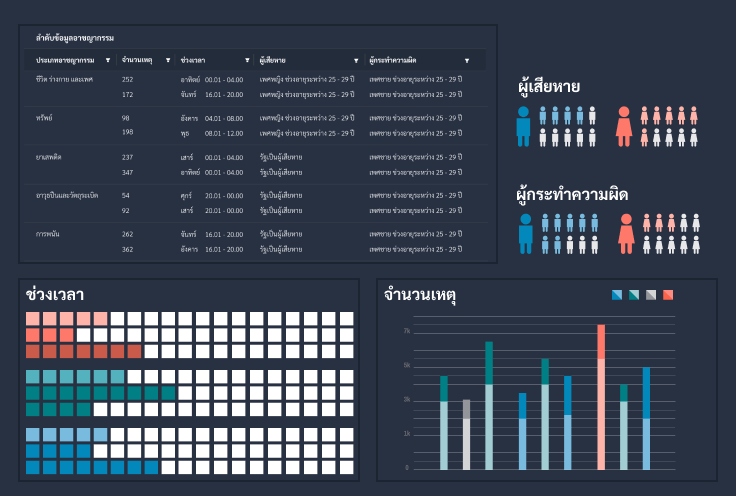 ลำดับข้อมูลอาชญากรรม
ประเภทอาชญากรรม จำนวนเหตุ ช่วงเวลา ผู้เสียหาย ผู้กระทำความผิด
ชีวิต ร่างกาย และเพศ 252 อาทิตย์ 00.01 - 04.00 เพศหญิง ช่วงอายุระหว่าง 25 - 29 ปี เพศชาย ช่วงอายุระหว่าง 25 - 29 ปี
172 จันทร์ 16.01 - 20.00 เพศหญิง ช่วงอายุระหว่าง 25 - 29 ปี เพศชาย ช่วงอายุระหว่าง 25 - 29 ปี
ทรัพย์ 98 อังคาร 04.01 - 08.00 เพศหญิง ช่วงอายุระหว่าง 25 - 29 ปี เพศชาย ช่วงอายุระหว่าง 25 - 29 ปี
198 พุธ 08.01 - 12.00 เพศหญิง ช่วงอายุระหว่าง 25 - 29 ปี เพศชาย ช่วงอายุระหว่าง 25 - 29 ปี
ยาเสพติด 237 เสาร์ 00.01 - 04.00 รัฐเป็นผู้เสียหาย เพศชาย ช่วงอายุระหว่าง 25 - 29 ปี
347 อาทิตย์ 00.01 - 04.00 รัฐเป็นผู้เสียหาย เพศชาย ช่วงอายุระหว่าง 25 - 29 ปี
อาวุธปืนและวัตถุระเบิด 54 ศุกร์ 20.01 - 00.00 รัฐเป็นผู้เสียหาย เพศชาย ช่วงอายุระหว่าง 25 - 29 ปี
92 เสาร์ 20.01 - 00.00 รัฐเป็นผู้เสียหาย เพศชาย ช่วงอายุระหว่าง 25 - 29 ปี
การพนัน 262 จันทร์ 16.01 - 20.00 รัฐเป็นผู้เสียหาย เพศชาย ช่วงอายุระหว่าง 25 - 29 ปี
362 อังคาร 16.01 - 20.00 รัฐเป็นผู้เสียหาย เพศชาย ช่วงอายุระหว่าง 25 - 29 ปี
ผู้เสียหาย
ผู้กระทำความผิด
ช่วงเวลา
จำนวนเหตุ
7k
5k
3k
1k
0